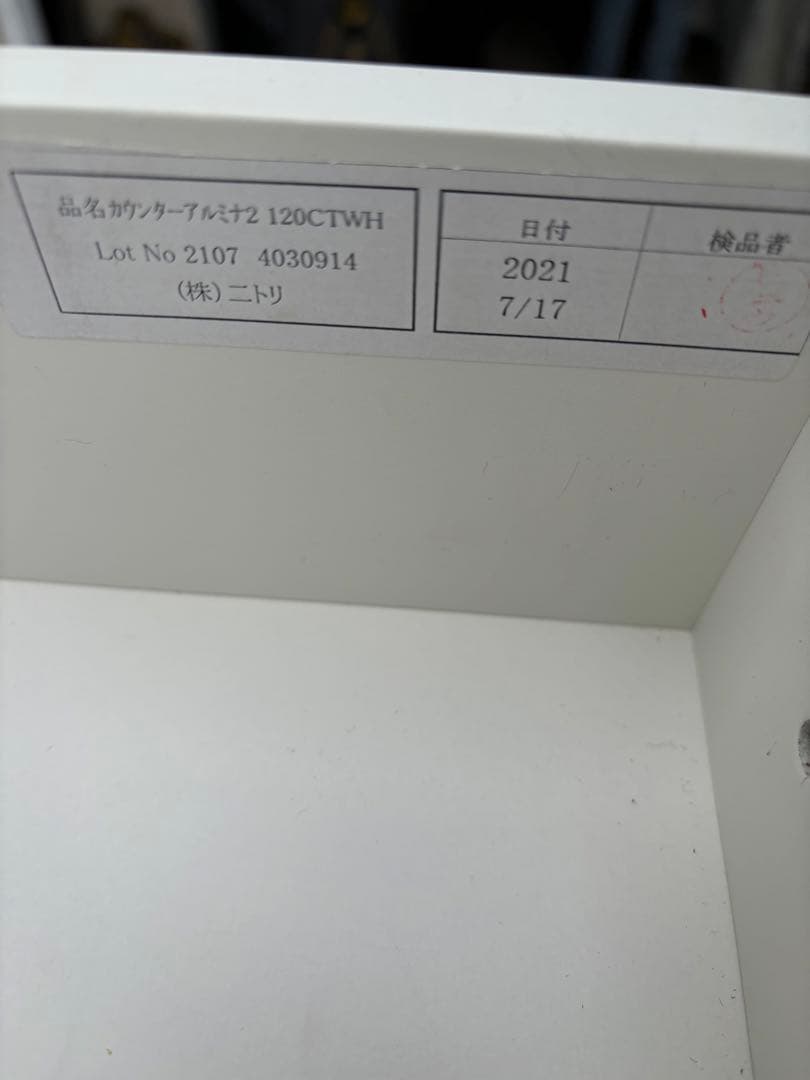 品名カウンターアルミナ2 120CTWH
Lot No 2107 4030914
(株)ニトリ
日付 検品者
2021
7/17